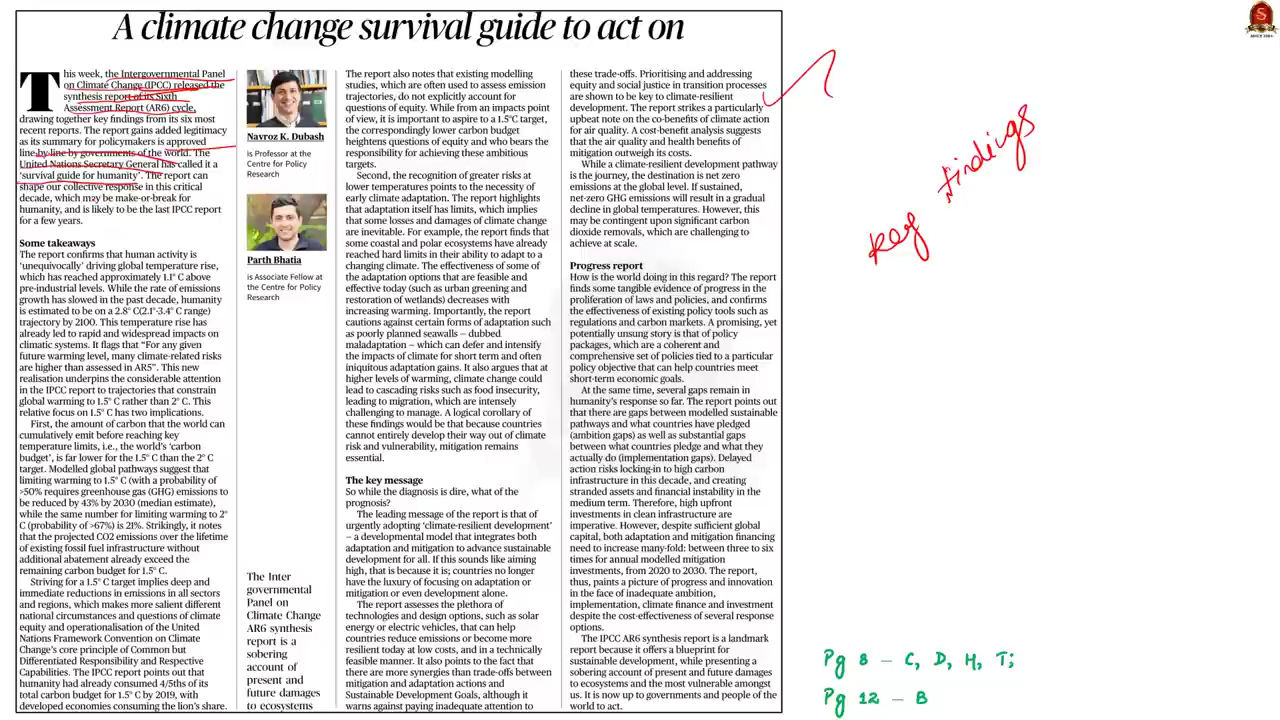 A climate change survival guide to act on
This week, the Intergovernmental Panel
on Climate Change (IPCC) released the
synthesis report of its Sixth
Assessment Report (AR6) cycle,
drawing together key findings from its six most
recent reports. The report gains added legitimacy
as its summary for policymakers is approved
line by line by governments of the world. The
United Nations Secretary General has called it a
'survival guide for humanity'. The report can
shape our collective response in this critical
decade, which may be make-or-break for
humanity, and is likely to be the last IPCC report
for a few years.
Some takeaways
The report confirms that human activity is
'unequivocally' driving global temperature rise,
which has reached approximately 1.1° C above
pre-industrial levels. While the rate of emissions
growth has slowed in the past decade, humanity
is estimated to be on a 2.8° C(2.1°-3.4° C range)
trajectory by 2100. This temperature rise has
already led to rapid and widespread impacts on
climatic systems. It flags that "For any given
future warming level, many climate-related risks
are higher than assessed in AR5". This new
realisation underpins the considerable attention
in the IPCC report to trajectories that constrain
global warming to 1.5° C rather than 2° C. This
relative focus on 1.5° C has two implications.
First, the amount of carbon that the world can
cumulatively emit before reaching key
temperature limits, i.e., the world's 'carbon
budget', is far lower for the 1.5° C than the 2° C
target. Modelled global pathways suggest that
limiting warming to 1.5° C (with a probability of
>50% requires greenhouse gas (GHG) emissions to
be reduced by 43% by 2030 (median estimate),
while the same number for limiting warming to 2°
C (probability of >67%) is 21%. Strikingly, it notes
that the projected CO2 emissions over the lifetime
of existing fossil fuel infrastructure without
additional abatement already exceed the
remaining carbon budget for 1.5° C.
Striving for a 1.5° C target implies deep and
immediate reductions in emissions in all sectors
and regions, which makes more salient different
national circumstances and questions of climate
equity and operationalisation of the United
Nations Framework Convention on Climate
Change's core principle of Common but
Differentiated Responsibility and Respective
Capabilities. The IPCC report points out that
humanity had already consumed 4/5ths of its
total carbon budget for 1.5° C by 2019, with
developed economies consuming the lion's share.
Navroz K. Dubash
is Professor at the
Centre for Policy
Research
Parth Bhatia
is Associate Fellow at
the Centre for Policy
Research
The Inter
governmental
Panel on
Climate Change
AR6 synthesis
report is a
sobering
account of
present and
future damages
to ecosystems
The report also notes that existing modelling
studies, which are often used to assess emission
trajectories, do not explicitly account for
questions of equity. While from an impacts point
of view, it is important to aspire to a 1.5°C target,
the correspondingly lower carbon budget
heightens questions of equity and who bears the
responsibility for achieving these ambitious
targets.
Second, the recognition of greater risks at
lower temperatures points to the necessity of
early climate adaptation. The report highlights
that adaptation itself has limits, which implies
that some losses and damages of climate change
are inevitable. For example, the report finds that
some coastal and polar ecosystems have already
reached hard limits in their ability to adapt to a
changing climate. The effectiveness of some of
the adaptation options that are feasible and
effective today (such as urban greening and
restoration of wetlands) decreases with
increasing warming. Importantly, the report
cautions against certain forms of adaptation such
as poorly planned seawalls — dubbed
maladaptation — which can defer and intensify
the impacts of climate for short term and often
iniquitous adaptation gains. It also argues that at
higher levels of warming, climate change could
lead to cascading risks such as food insecurity,
leading to migration, which are intensely
challenging to manage. A logical corollary of
these findings would be that because countries
cannot entirely develop their way out of climate
risk and vulnerability, mitigation remains
essential.
The key message
So while the diagnosis is dire, what of the
prognosis?
The leading message of the report is that of
urgently adopting 'climate-resilient development'
— a developmental model that integrates both
adaptation and mitigation to advance sustainable
development for all. If this sounds like aiming
high, that is because it is; countries no longer
have the luxury of focusing on adaptation or
mitigation or even development alone.
The report assesses the plethora of
technologies and design options, such as solar
energy or electric vehicles, that can help
countries reduce emissions or become more
resilient today at low costs, and in a technically
feasible manner. It also points to the fact that
there are more synergies than trade-offs between
mitigation and adaptation actions and
Sustainable Development Goals, although it
warns against paying inadequate attention to
these trade-offs. Prioritising and addressing
equity and social justice in transition processes
are shown to be key to climate-resilient
development. The report strikes a particularly
upbeat note on the co-benefits of climate action
for air quality. A cost-benefit analysis suggests
that the air quality and health benefits of
mitigation outweigh its costs.
While a climate-resilient development pathway
is the journey, the destination is net zero
emissions at the global level. If sustained,
net-zero GHG emissions will result in a gradual
decline in global temperatures. However, this
may be contingent upon significant carbon
dioxide removals, which are challenging to
achieve at scale.
Progress report
How is the world doing in this regard? The report
finds some tangible evidence of progress in the
proliferation of laws and policies, and confirms
the effectiveness of existing policy tools such as
regulations and carbon markets. A promising, yet
potentially unsung story is that of policy
packages, which are a coherent and
comprehensive set of policies tied to a particular
policy objective that can help countries meet
short-term economic goals.
At the same time, several gaps remain in
humanity's response so far. The report points out
that there are gaps between modelled sustainable
pathways and what countries have pledged
(ambition gaps) as well as substantial gaps
between what countries pledge and what they
actually do (implementation gaps). Delayed
action risks locking-in to high carbon
infrastructure in this decade, and creating
stranded assets and financial instability in the
medium term. Therefore, high upfront
investments in clean infrastructure are
imperative. However, despite sufficient global
capital, both adaptation and mitigation financing
need to increase many-fold: between three to six
times for annual modelled mitigation
investments, from 2020 to 2030. The report,
thus, paints a picture of progress and innovation
in the face of inadequate ambition,
implementation, climate finance and investment
despite the cost-effectiveness of several response
options.
The IPCC AR6 synthesis report is a landmark
report because it offers a blueprint for
sustainable development, while presenting a
sobering account of present and future damages
to ecosystems and the most vulnerable amongst
us. It is now up to governments and people of the
world to act.
Key findings
Pg 8 - C, D, H, T;
Pg 12 - B